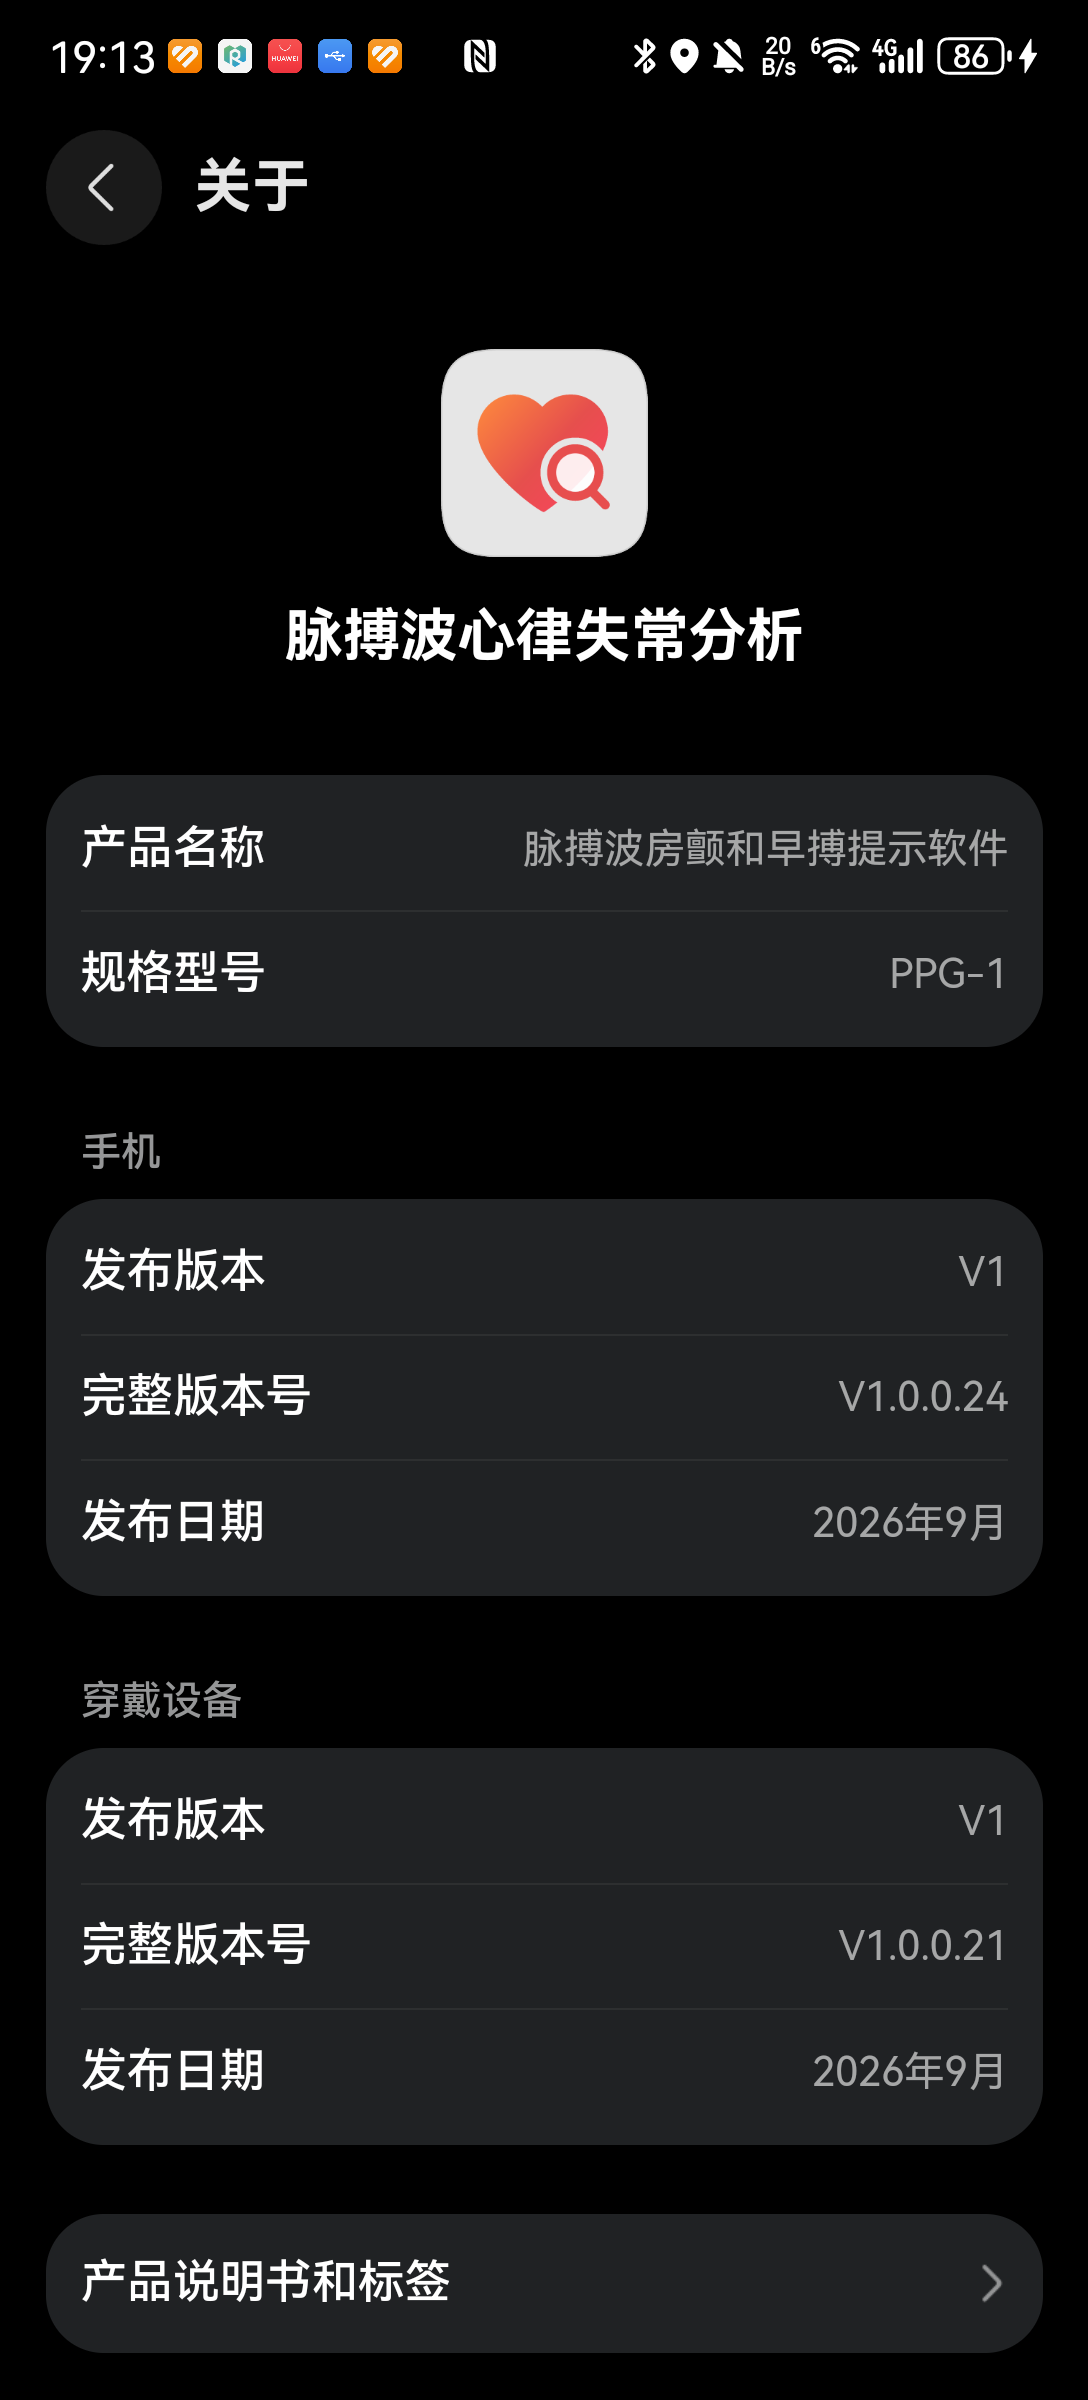 19:13
HUAWEI
20 B/s
6
4G
86
关于
脉搏波心律失常分析
产品名称 脉搏波房颤和早搏提示软件
规格型号 PPG-1
手机
发布版本 V1
完整版本号 V1.0.0.24
发布日期 2026年9月
穿戴设备
发布版本 V1
完整版本号 V1.0.0.21
发布日期 2026年9月
产品说明书和标签